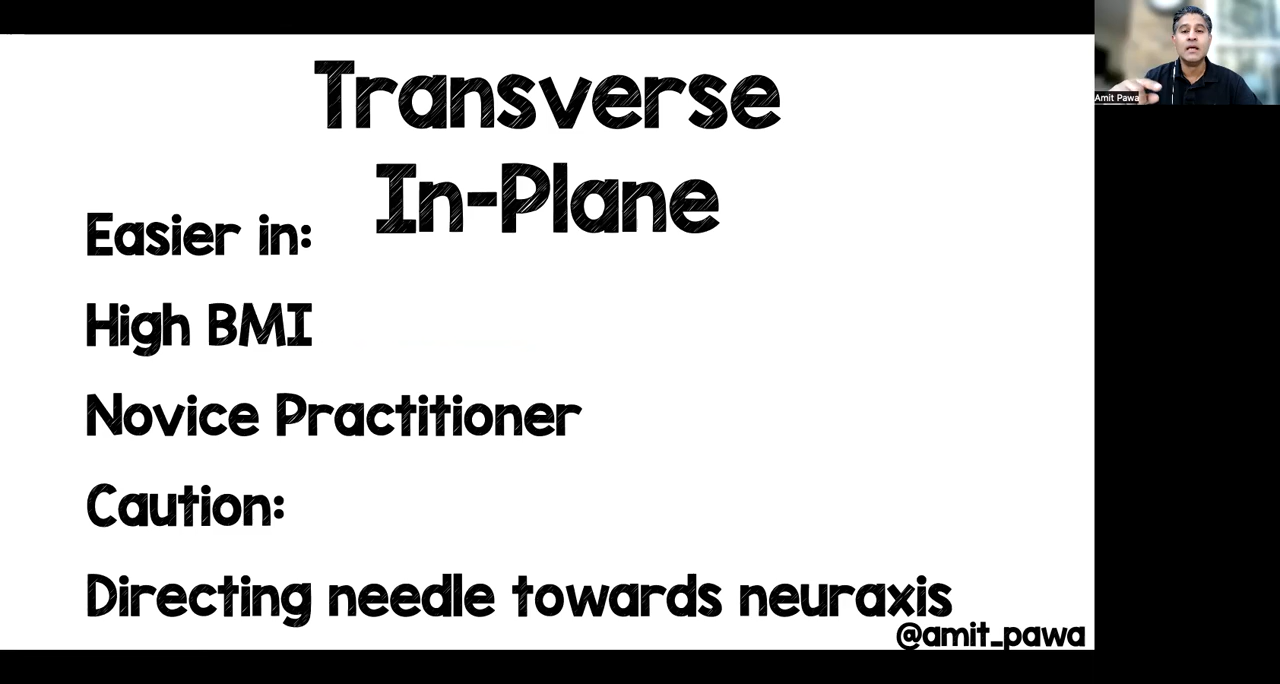 Transverse
In-Plane
Easier in:
High BMI
Novice Practitioner
Caution:
Directing needle towards neuraxis
@amit_pawa
Amit Pawa